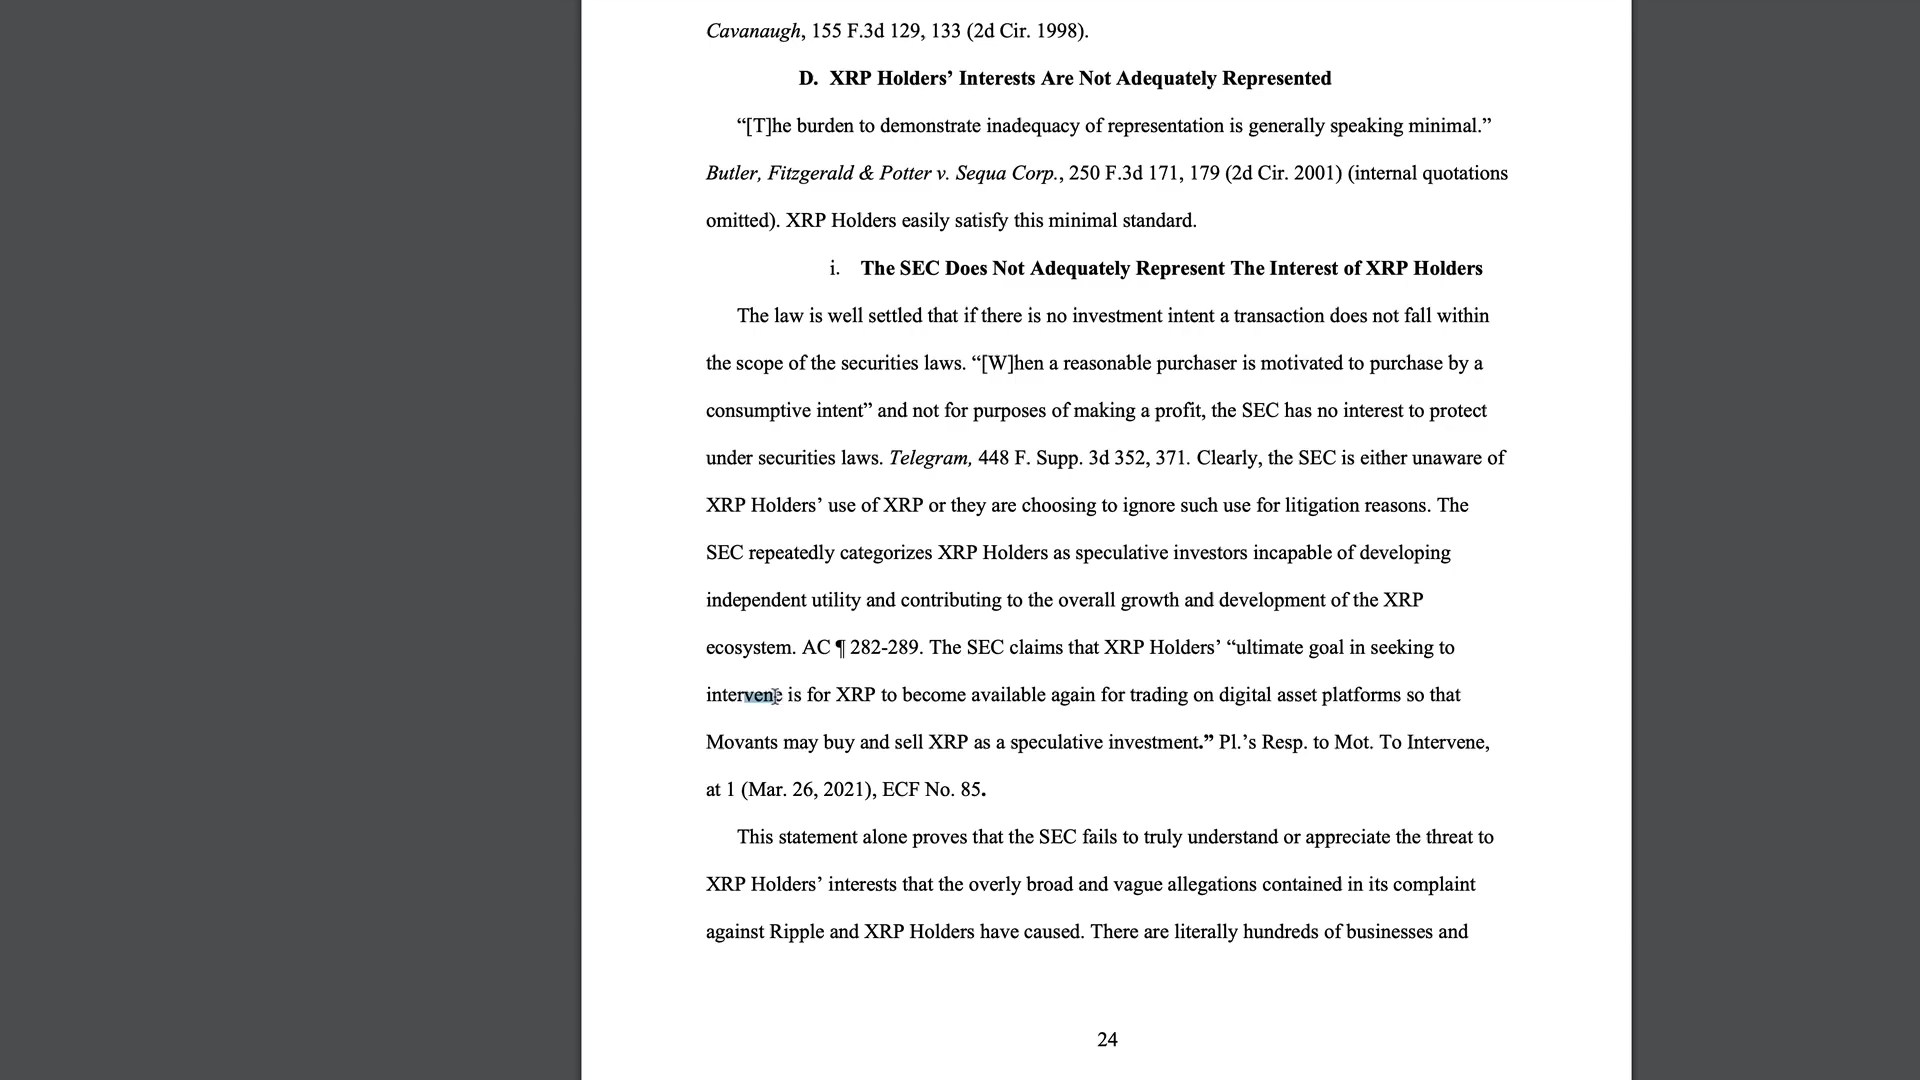 Cavanaugh, 155 F.3d 129, 133 (2d Cir. 1998).
D. XRP Holders’ Interests Are Not Adequately Represented
“[T]he burden to demonstrate inadequacy of representation is generally speaking minimal.”
Butler, Fitzgerald & Potter v. Sequa Corp., 250 F.3d 171, 179 (2d Cir. 2001) (internal quotations
omitted). XRP Holders easily satisfy this minimal standard.
i. The SEC Does Not Adequately Represent The Interest of XRP Holders
The law is well settled that if there is no investment intent a transaction does not fall within
the scope of the securities laws. “[W]hen a reasonable purchaser is motivated to purchase by a
consumptive intent” and not for purposes of making a profit, the SEC has no interest to protect
under securities laws. Telegram, 448 F. Supp. 3d 352, 371. Clearly, the SEC is either unaware of
XRP Holders’ use of XRP or they are choosing to ignore such use for litigation reasons. The
SEC repeatedly categorizes XRP Holders as speculative investors incapable of developing
independent utility and contributing to the overall growth and development of the XRP
ecosystem. AC ¶ 282-289. The SEC claims that XRP Holders’ “ultimate goal in seeking to
intervene is for XRP to become available again for trading on digital asset platforms so that
Movants may buy and sell XRP as a speculative investment.” Pl.’s Resp. to Mot. To Intervene,
at 1 (Mar. 26, 2021), ECF No. 85.
This statement alone proves that the SEC fails to truly understand or appreciate the threat to
XRP Holders’ interests that the overly broad and vague allegations contained in its complaint
against Ripple and XRP Holders have caused. There are literally hundreds of businesses and
24